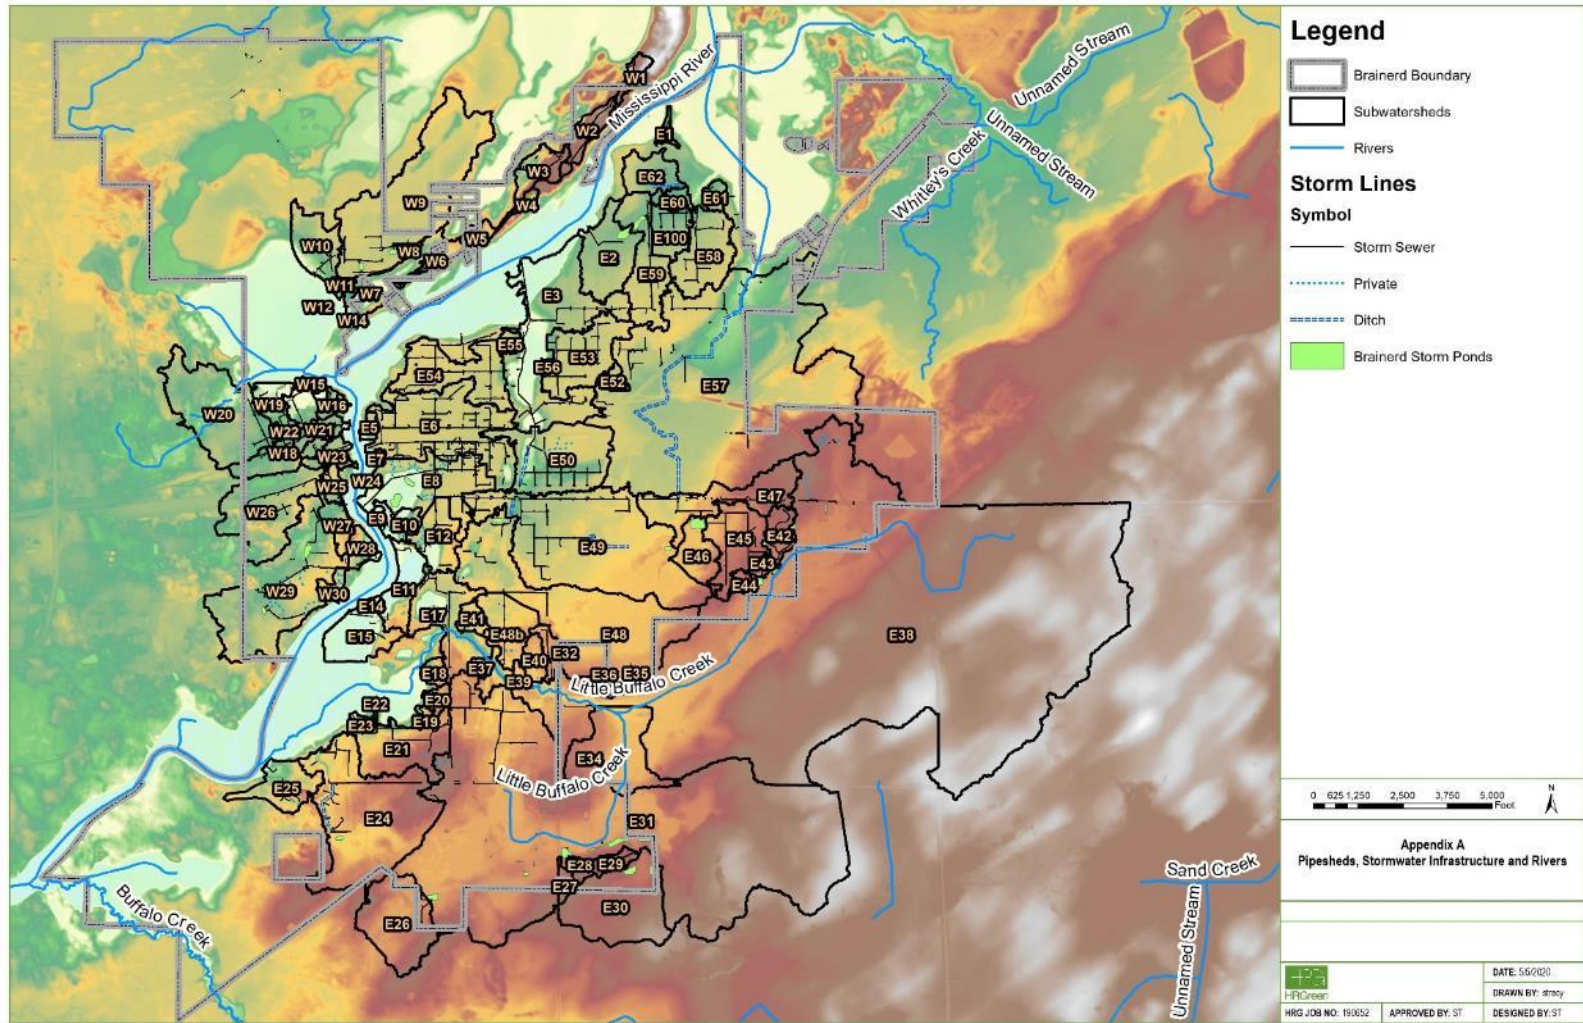 Legend
Brainerd Boundary
Subwatersheds
Rivers
Storm Lines
Symbol
Storm Sewer
Private
Ditch
Brainerd Storm Ponds
0 625 1,250 2,500 3,750 5,000
Feet
N
Appendix A
Pipesheds, Stormwater Infrastructure and Rivers
HRGreen
DATE: 5/5/2020
DRAWN BY: stracy
HRG JOB NO: 190652
APPROVED BY: ST
DESIGNED BY: ST
Mississippi River
Unnamed Stream
Unnamed Stream
Whitley's Creek
Little Buffalo Creek
Little Buffalo Creek
Buffalo Creek
Sand Creek
Unnamed Stream
W1
W2
E1
W3
E62
W4
E61
W9
E60
W5
E100
W10
W8
W6
E2
E58
E59
W11
W7
E3
W12
W14
E55
E53
E56
E54
E52
E57
W15
W20
W19
W16
E5
E6
W22
W21
W18
W23
E7
E50
W25
W24
E8
E47
W26
E9
W27
E10
E12
E45
E42
W28
E49
E46
E43
E44
W29
W30
E11
E14
E17
E41
E15
E48b
E48
E38
E32
E40
E37
E18
E36
E35
E39
E20
E22
E23
E19
E21
E34
E25
E24
E31
E28
E29
E27
E30
E26